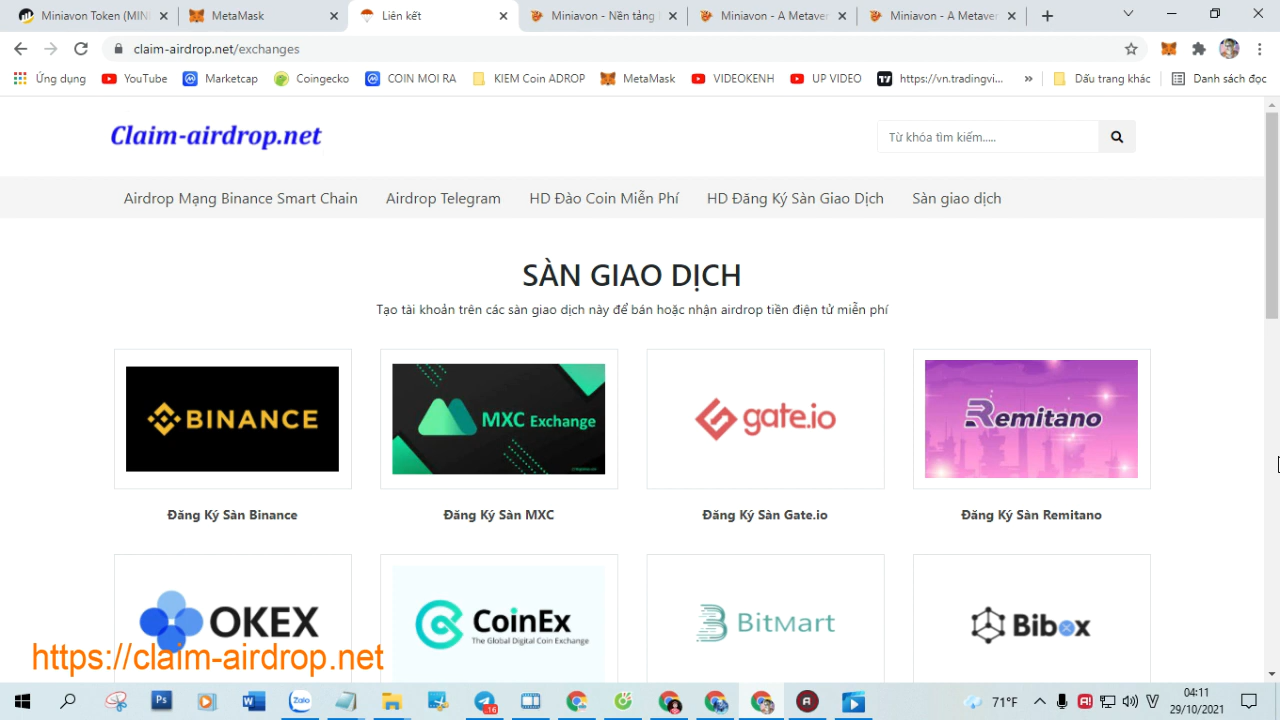 Miniavon Token (MINI
MetaMask
Liên kết
Miniavon - Nền tảng
Miniavon - A Metaver
Miniavon - A Metaver
claim-airdrop.net/exchanges
Ứng dụng
YouTube
Marketcap
Coingecko
COIN MOI RA
KIEM Coin ADROP
MetaMask
VIDEOKENH
UP VIDEO
https://vn.tradingvi...
»
Dấu trang khác
Danh sách đọc
Claim-airdrop.net
Từ khóa tìm kiếm.....
Airdrop Mạng Binance Smart Chain
Airdrop Telegram
HD Đào Coin Miễn Phí
HD Đăng Ký Sàn Giao Dịch
Sàn giao dịch
SÀN GIAO DỊCH
Tạo tài khoản trên các sàn giao dịch này để bán hoặc nhận airdrop tiền điện tử miễn phí
BINANCE
MXC Exchange
gate.io
Remitano
Đăng Ký Sàn Binance
Đăng Ký Sàn MXC
Đăng Ký Sàn Gate.io
Đăng Ký Sàn Remitano
OKEX
CoinEx
The Global Digital Coin Exchange
BitMart
Bibox
https://claim-airdrop.net
Ps
Zalo
16
71°F
04:11
29/10/2021